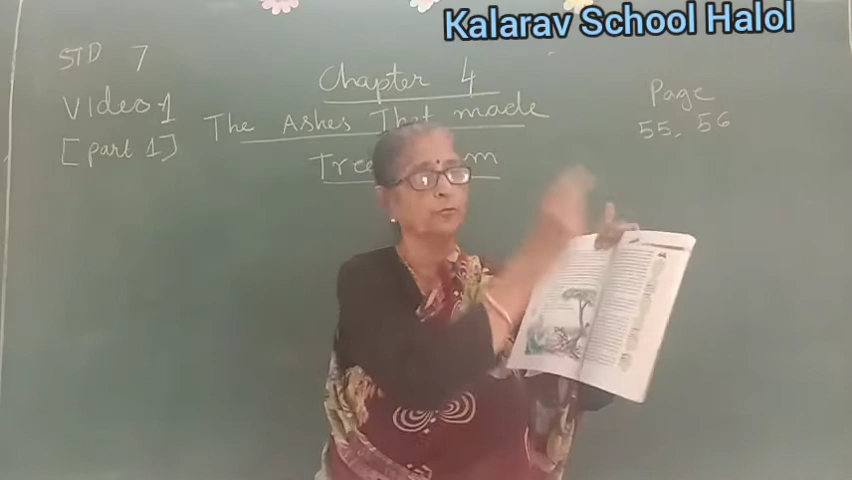 Kalarav School Halol
STD 7
Video-1
[part 1]
Chapter 4
The Ashes That made
Page
55, 56